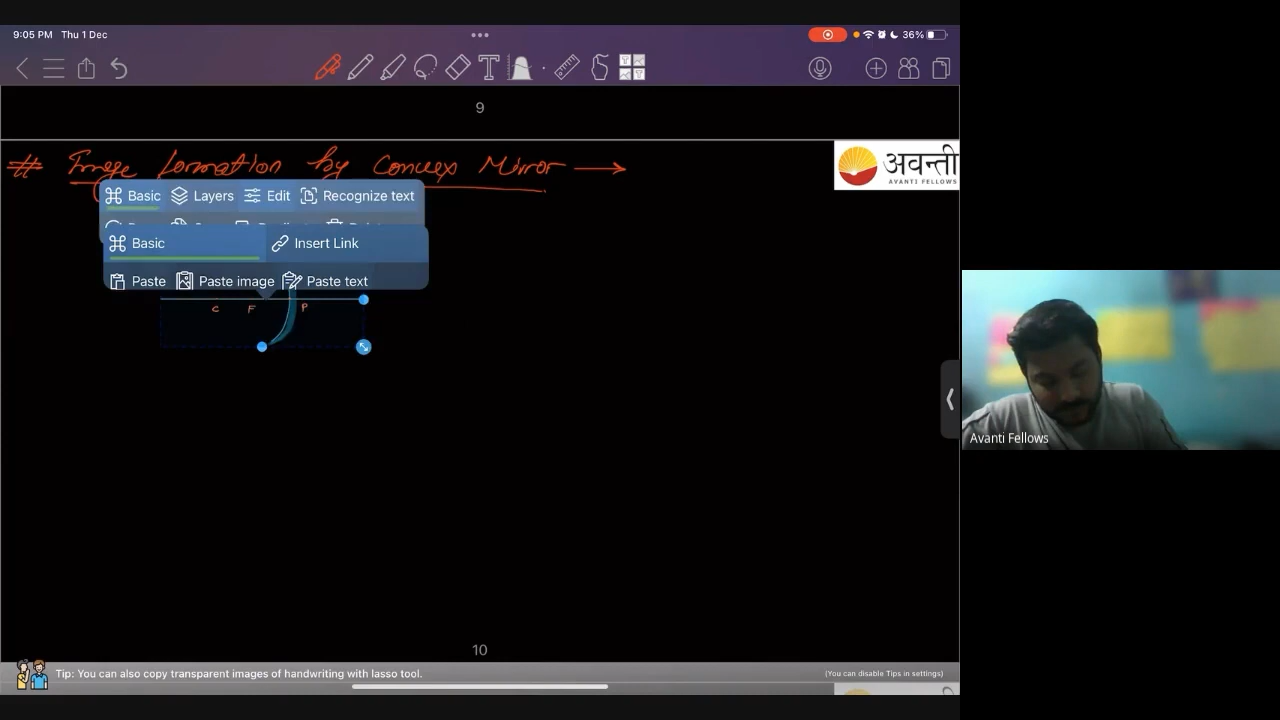 9:05 PM Thu 1 Dec
36%
9
# Image formation by Concave Mirror →
अवन्ती
AVANTI FELLOWS
Basic Layers Edit Recognize text
Basic Insert Link
Paste Paste image Paste text
C F P
Avanti Fellows
10
Tip: You can also copy transparent images of handwriting with lasso tool.
(You can disable Tips in settings)